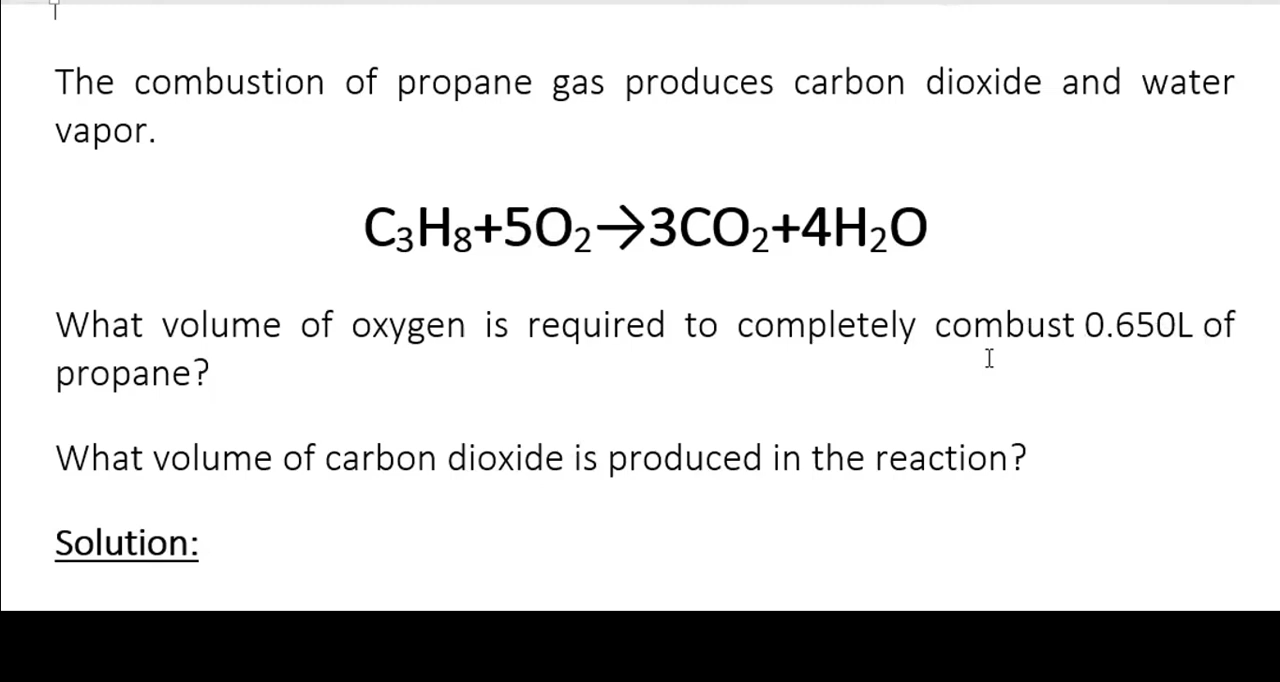 The combustion of propane gas produces carbon dioxide and water
vapor.
C₃H₈+5O₂→3CO₂+4H₂O
What volume of oxygen is required to completely combust 0.650L of
propane?
What volume of carbon dioxide is produced in the reaction?
Solution: